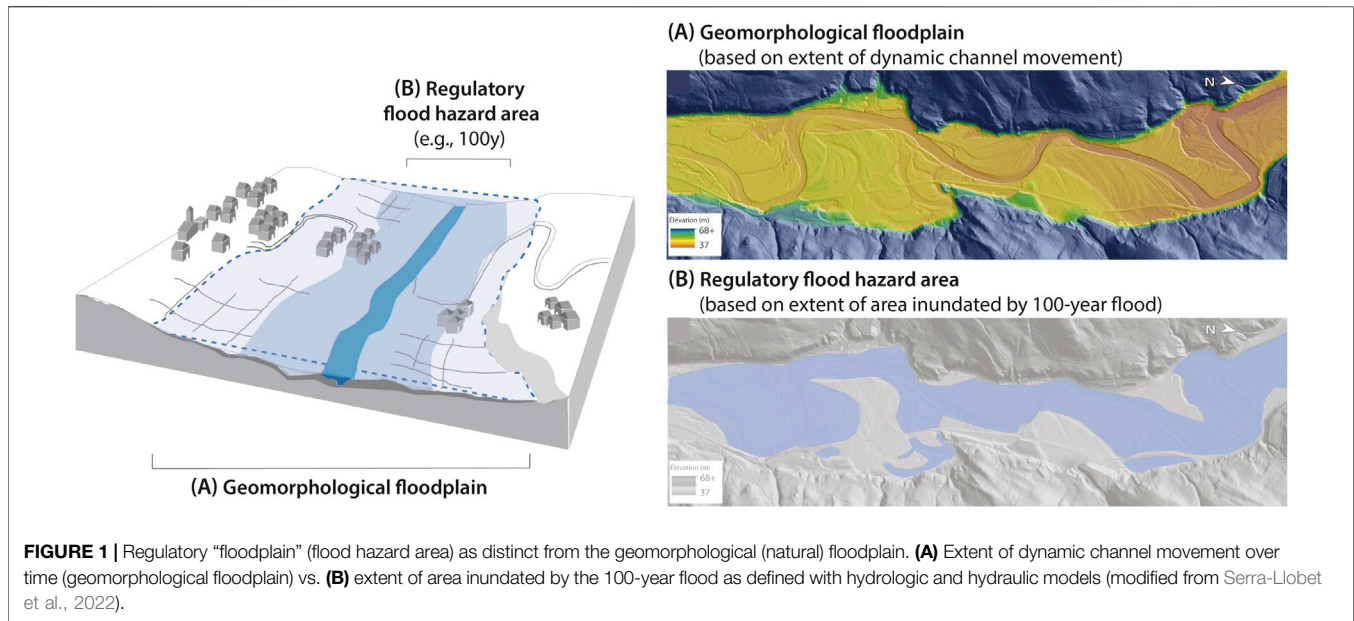 (B) Regulatory
flood hazard area
(e.g., 100y)
(A) Geomorphological floodplain
(A) Geomorphological floodplain
(based on extent of dynamic channel movement)
N
Élévation (m)
68+
37
(B) Regulatory flood hazard area
(based on extent of area inundated by 100-year flood)
N
Élévation (m)
68+
37
FIGURE 1 | Regulatory “floodplain” (flood hazard area) as distinct from the geomorphological (natural) floodplain. (A) Extent of dynamic channel movement over
time (geomorphological floodplain) vs. (B) extent of area inundated by the 100-year flood as defined with hydrologic and hydraulic models (modified from Serra-Llobet
et al., 2022).